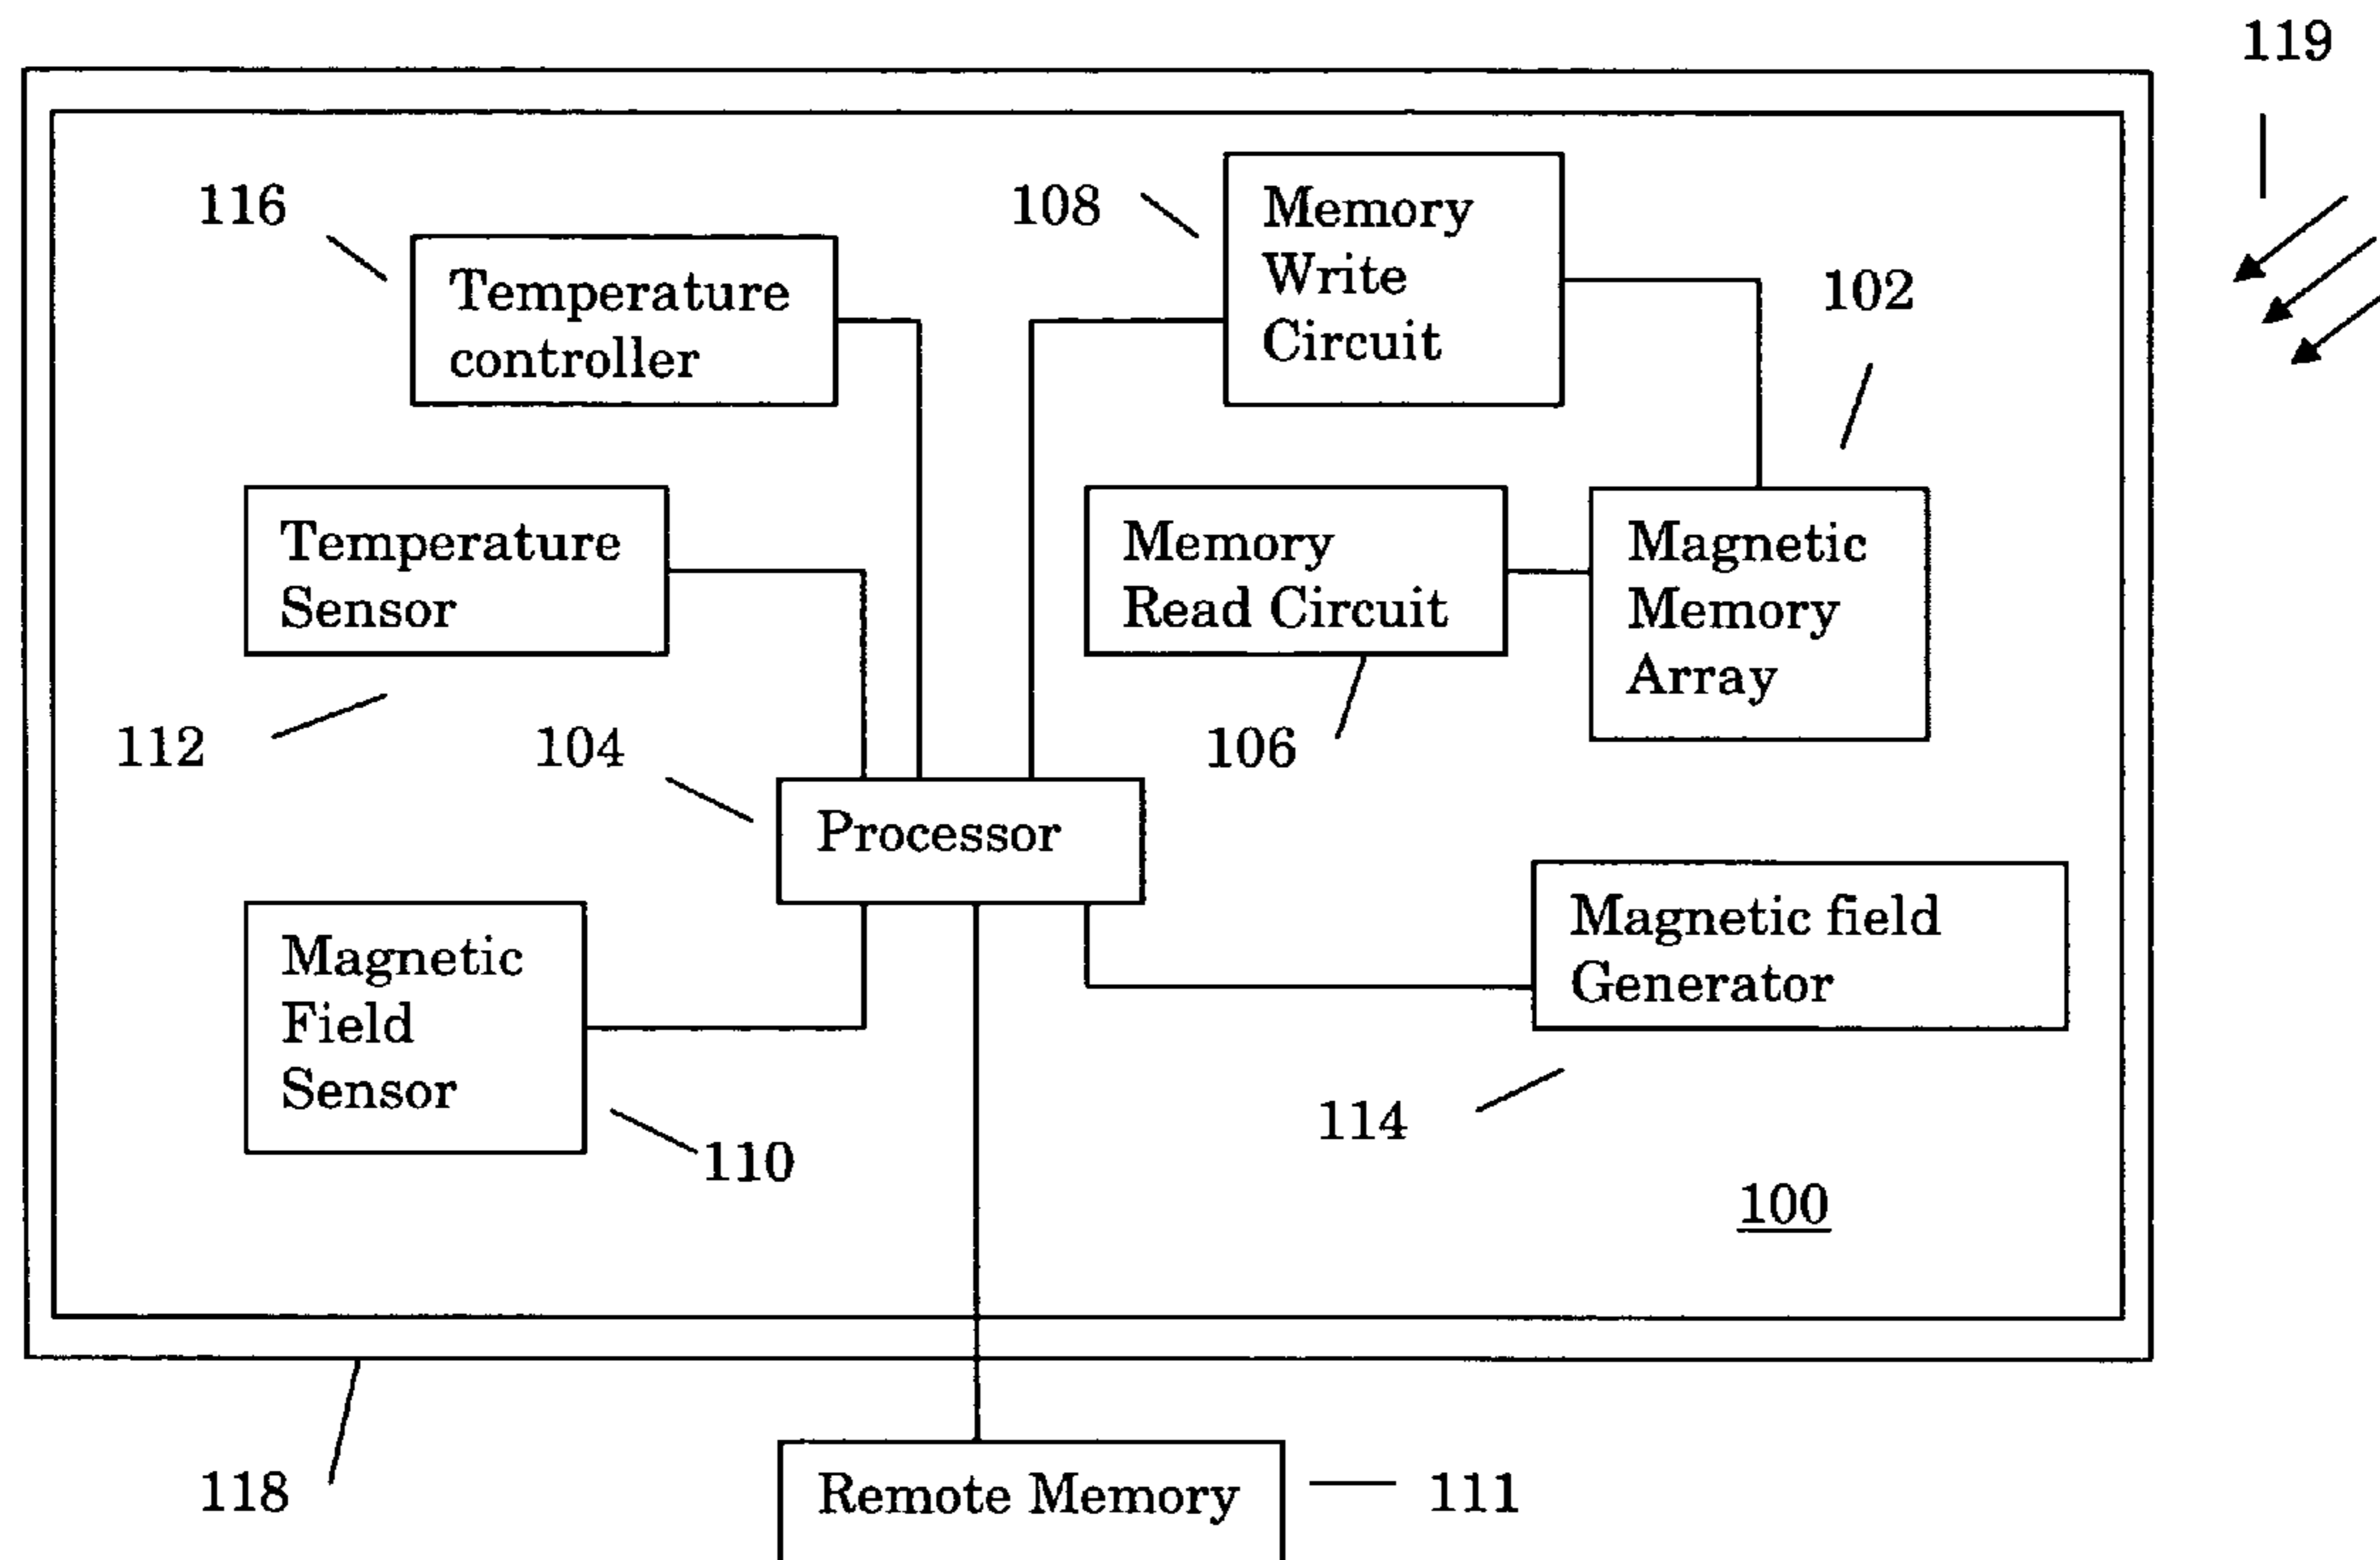 119
116
Temperature
controller
108
Memory
Write
Circuit
102
Temperature
Sensor
112
Memory
Read Circuit
106
Magnetic
Memory
Array
104
Processor
Magnetic
Field
Sensor
110
Magnetic field
Generator
114
100
118
Remote Memory
111